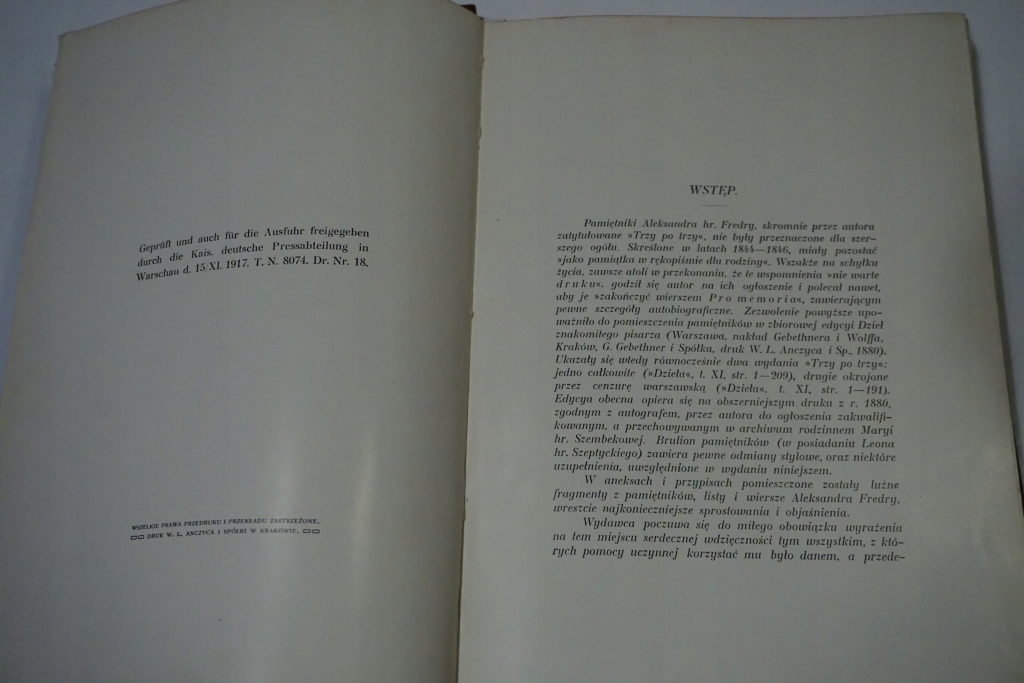 Geprüft und auch für die Ausfuhr freigegeben
durch die Kais. deutsche Pressabteilung in
Warschau d. 15/XI. 1917. T. N. 8074. Dr. Nr. 18.
WSZELKIE PRAWA PRZEDRUKU I PRZEKŁADU ZASTRZEŻONE.
DRUK W. L. ANCZYCA I SPÓŁKI W KRAKOWIE.
WSTĘP.
Pamiętniki Aleksandra hr. Fredry, skromnie przez autora
zatytułowane »Trzy po trzy«, nie były przeznaczone dla szer-
szego ogółu. Skreślone w latach 1844—1846, miały pozostać
»jako pamiątka w rękopiśmie dla rodziny«. Wszakże na schyłku
życia, zawsze atoli w przekonaniu, że te wspomnienia »nie warte
druku«, godził się autor na ich ogłoszenie i polecał nawet,
aby je »zakończyć wierszem Pro memoria«, zawierającym
pewne szczegóły autobiograficzne. Zezwolenie powyższe upo-
ważniło do pomieszczenia pamiętników w zbiorowej edycyi Dzieł
znakomitego pisarza (Warszawa, nakład Gebethnera i Wolffa,
Kraków, G. Gebethner i Spółka, druk W. L. Anczyca i Sp., 1880).
Ukazały się wtedy równocześnie dwa wydania »Trzy po trzy«:
jedno całkowite (»Dzieła«, t. XI, str. 1—209), drugie okrojone
przez cenzurę warszawską (»Dzieła«, t. XI, str. 1—191).
Edycya obecna opiera się na obszerniejszym druku z r. 1880,
zgodnym z autografem, przez autora do ogłoszenia zakwalifi-
kowanym, a przechowywanym w archiwum rodzinnem Maryi
hr. Szembekowej. Brulion pamiętników (w posiadaniu Leona
hr. Szeptyckiego) zawiera pewne odmiany stylowe, oraz niektóre
uzupełnienia, uwzględnione w wydaniu niniejszem.
W aneksach i przypisach pomieszczone zostały luźne
fragmenty z pamiętników, listy i wiersze Aleksandra Fredry,
wreszcie najkonieczniejsze sprostowania i objaśnienia.
Wydawca poczuwa się do miłego obowiązku wyrażenia
na tem miejscu serdecznej wdzięczności tym wszystkim, z któ-
rych pomocy uczynnej korzystać mu było danem, a przede-